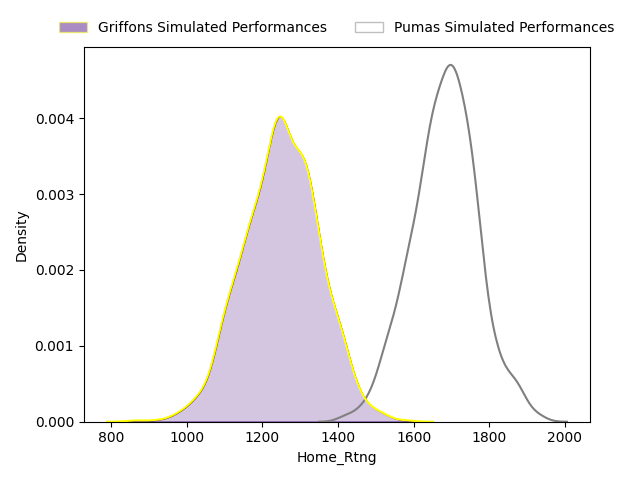 Griffons Simulated Performances Pumas Simulated Performances
0.004
0.003
0.002
0.001
0.000
Density
800 1000 1200 1400 1600 1800 2000
Home_Rtng